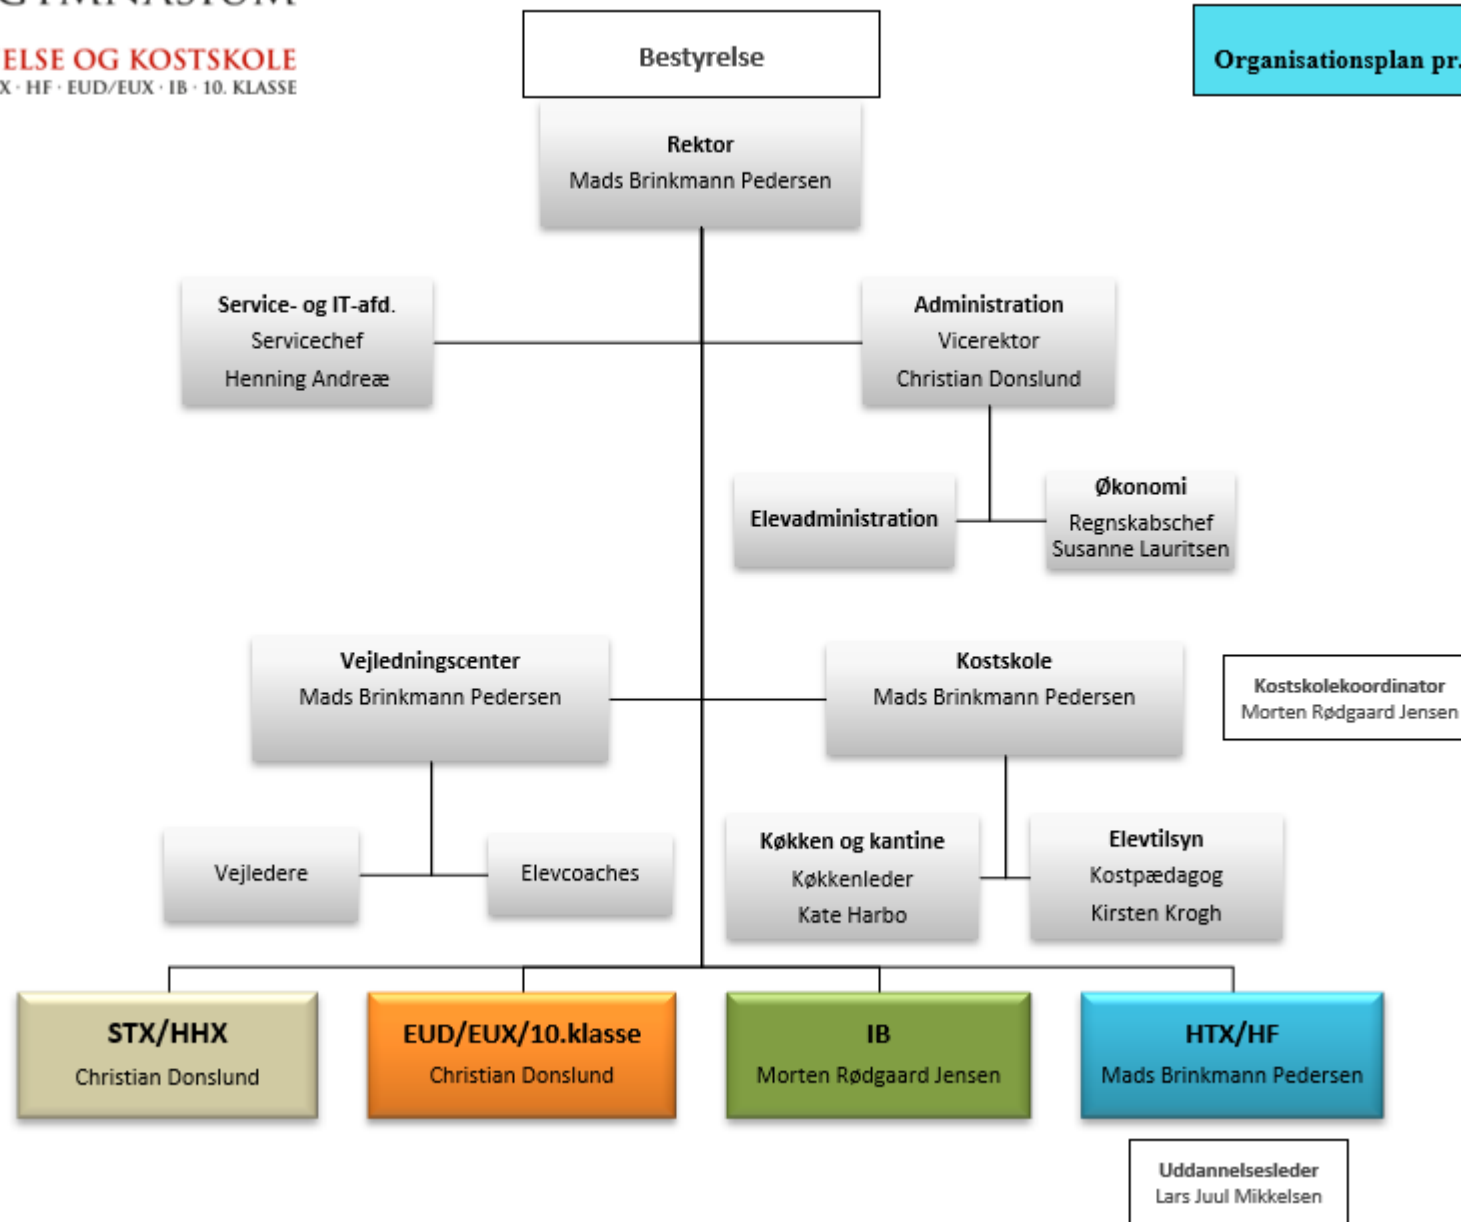 GYMNASIUM
ELSE OG KOSTSKOLE
X · HF · EUD/EUX · IB · 10. KLASSE
Bestyrelse
Organisationsplan pr.
Rektor
Mads Brinkmann Pedersen
Service- og IT-afd.
Servicechef
Henning Andreæ
Administration
Vicerektor
Christian Donslund
Elevadministration
Økonomi
Regnskabschef
Susanne Lauritsen
Vejledningscenter
Mads Brinkmann Pedersen
Kostskole
Mads Brinkmann Pedersen
Kostskolekoordinator
Morten Rødgaard Jensen
Vejledere
Elevcoaches
Køkken og kantine
Køkkenleder
Kate Harbo
Elevtilsyn
Kostpædagog
Kirsten Krogh
STX/HHX
Christian Donslund
EUD/EUX/10.klasse
Christian Donslund
IB
Morten Rødgaard Jensen
HTX/HF
Mads Brinkmann Pedersen
Uddannelsesleder
Lars Juul Mikkelsen